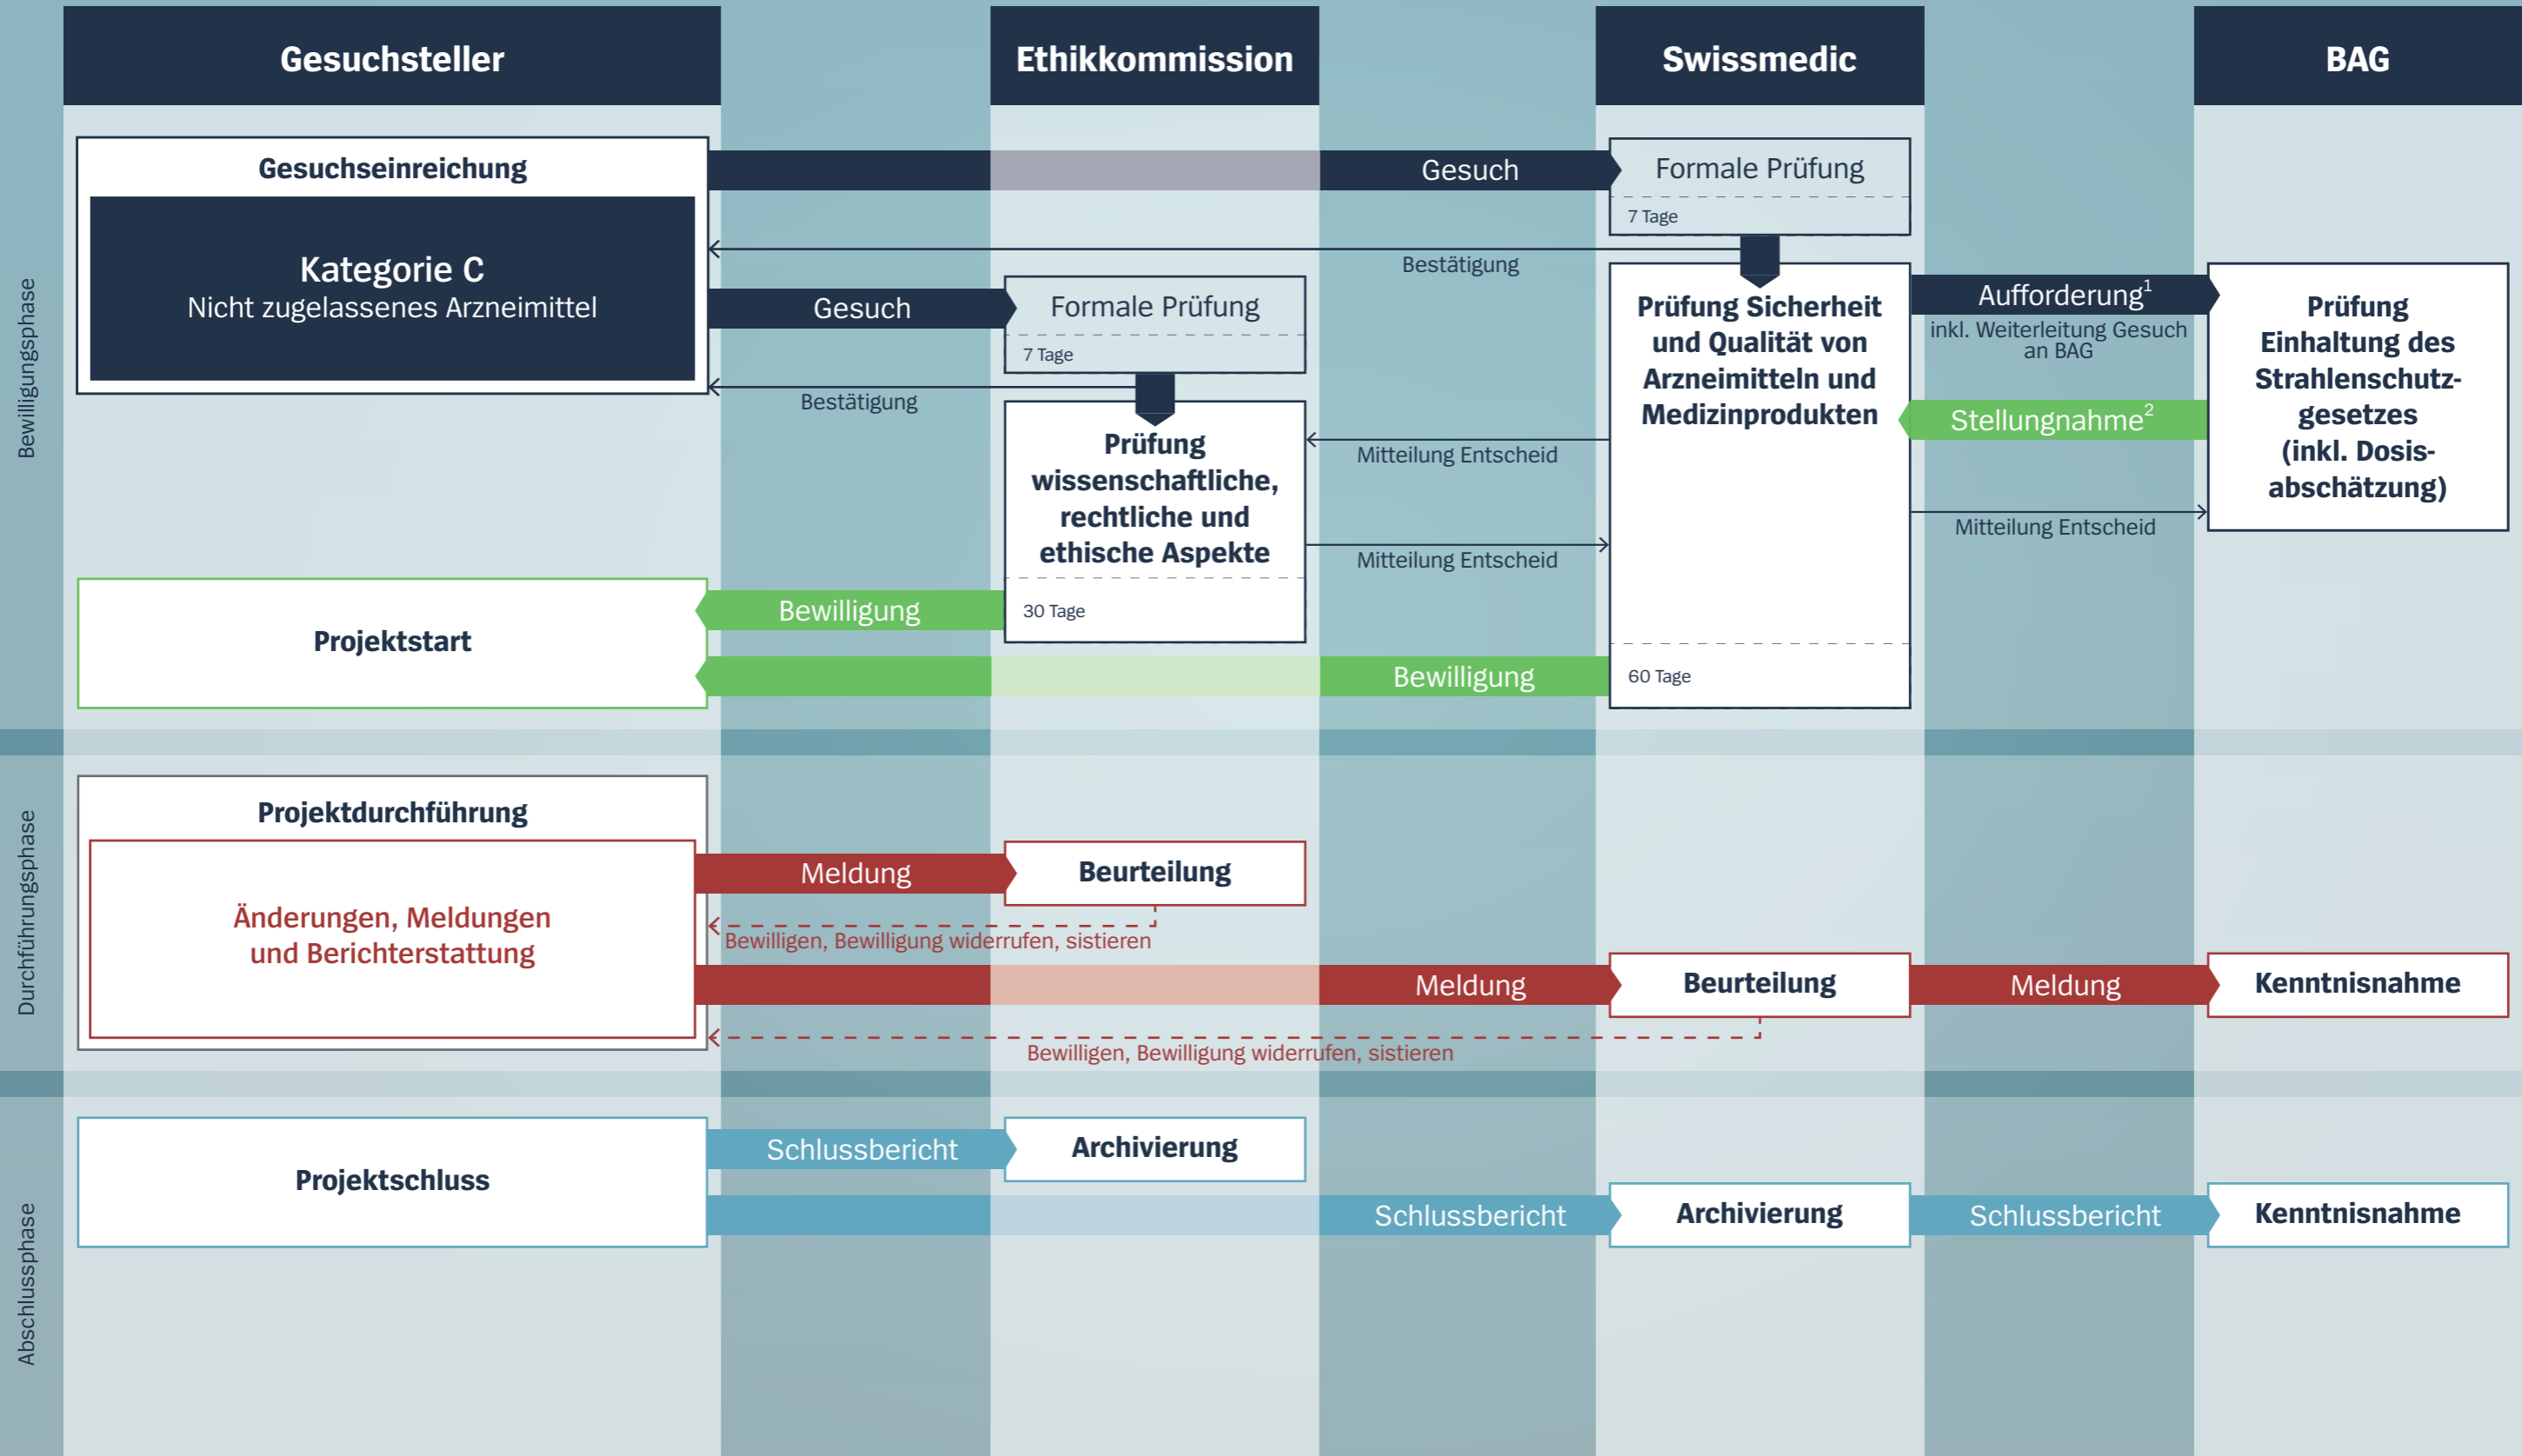 Gesuchsteller
Ethikkommission
Swissmedic
BAG
Bewilligungsphase
Gesuchseinreichung
Kategorie C
Nicht zugelassenes Arzneimittel
Gesuch
Formale Prüfung
7 Tage
Bestätigung
Gesuch
Formale Prüfung
7 Tage
Bestätigung
Prüfung
wissenschaftliche,
rechtliche und
ethische Aspekte
30 Tage
Mitteilung Entscheid
Mitteilung Entscheid
Prüfung Sicherheit
und Qualität von
Arzneimitteln und
Medizinprodukten
60 Tage
Aufforderung¹
inkl. Weiterleitung Gesuch
an BAG
Stellungnahme²
Mitteilung Entscheid
Prüfung
Einhaltung des
Strahlenschutz-
gesetzes
(inkl. Dosis-
abschätzung)
Bewilligung
Projektstart
Bewilligung
Durchführungsphase
Projektdurchführung
Änderungen, Meldungen
und Berichterstattung
Meldung
Beurteilung
Bewilligen, Bewilligung widerrufen, sistieren
Meldung
Beurteilung
Meldung
Kenntnisnahme
Bewilligen, Bewilligung widerrufen, sistieren
Abschlussphase
Projektschluss
Schlussbericht
Archivierung
Schlussbericht
Archivierung
Schlussbericht
Kenntnisnahme